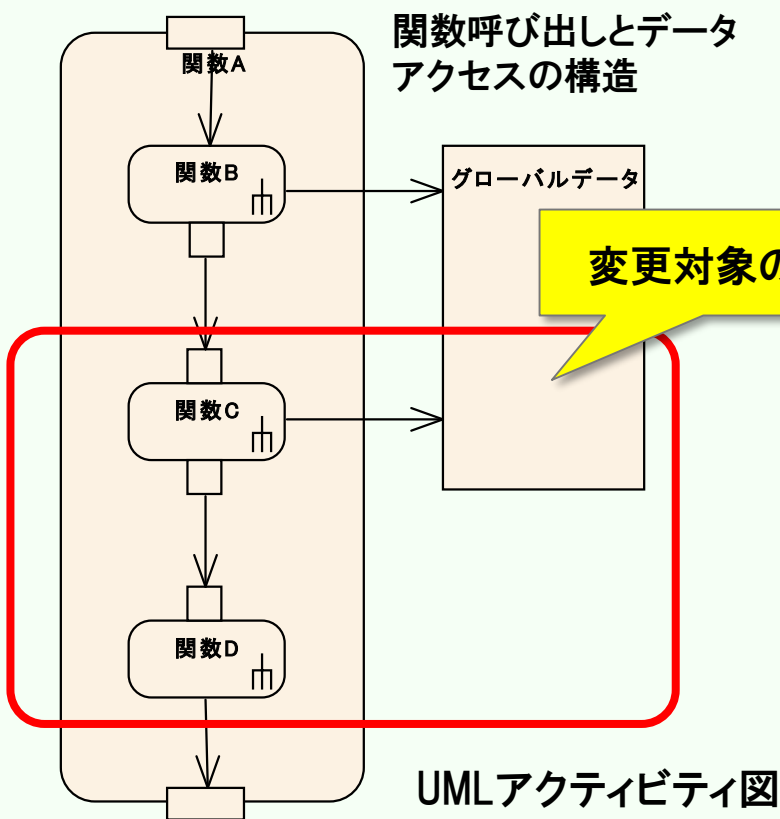 関数呼び出しとデータ
アクセスの構造
関数A
関数B
グローバルデータ
変更対象の
関数C
関数D
UMLアクティビティ図